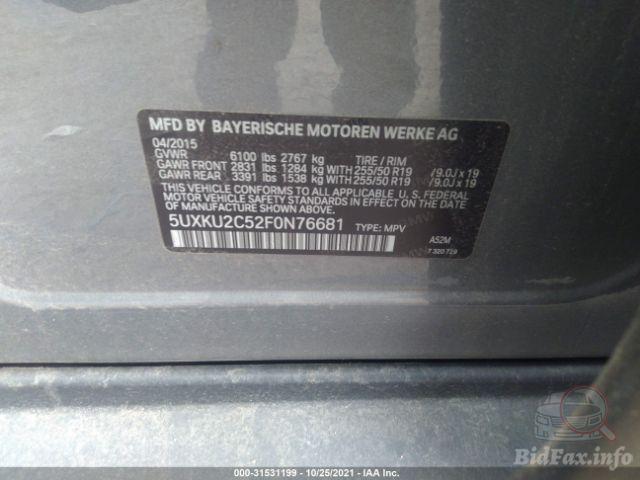 MFD BY BAYERISCHE MOTOREN WERKE AG
04/2015
GVWR 6100 lbs 2767 kg TIRE / RIM
GAWR FRONT 2831 lbs 1284 kg WITH 255/50 R19 /9.0J x 19
GAWR REAR 3391 lbs 1538 kg WITH 255/50 R19 /9.0J x 19
THIS VEHICLE CONFORMS TO ALL APPLICABLE U. S. FEDERAL
MOTOR VEHICLE SAFETY, BUMPER, AND THEFT PREVENTION
STANDARDS IN EFFECT ON THE DATE OF MANUFACTURE SHOWN ABOVE.
5UXKU2C52F0N76681 TYPE: MPV
A52M
7 320 729
BidFax.info
000-31531199 - 10/25/2021 - IAA Inc.